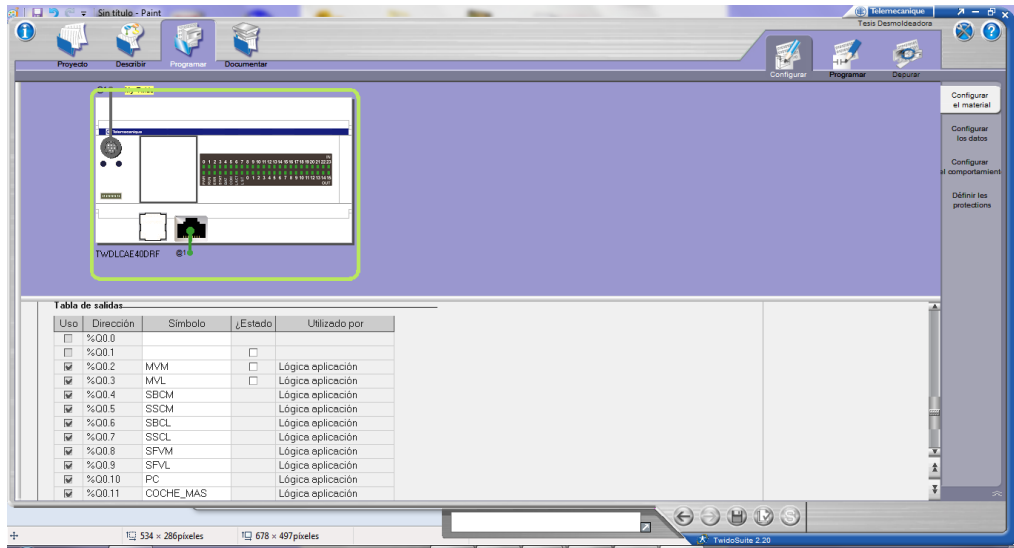 Sin título - Paint
Telemecanique
Tesis Desmoldeadora
Proyecto Describir Programar Documentar
Configurar Programar Depurar
Configurar
el material
Configurar
los datos
Configurar
el comportamient
Définir les
protections
Telemecanique
IN
OUT
TWDLCAE40DRF
Tabla de salidas
Uso Dirección Símbolo ¿Estado Utilizado por
%Q0.0
%Q0.1
%Q0.2 MVM Lógica aplicación
%Q0.3 MVL Lógica aplicación
%Q0.4 SBCM Lógica aplicación
%Q0.5 SSCM Lógica aplicación
%Q0.6 SBCL Lógica aplicación
%Q0.7 SSCL Lógica aplicación
%Q0.8 SFVM Lógica aplicación
%Q0.9 SFVL Lógica aplicación
%Q0.10 PC Lógica aplicación
%Q0.11 COCHE_MAS Lógica aplicación
534 × 286píxeles 678 × 497píxeles
TwidoSuite 2.20